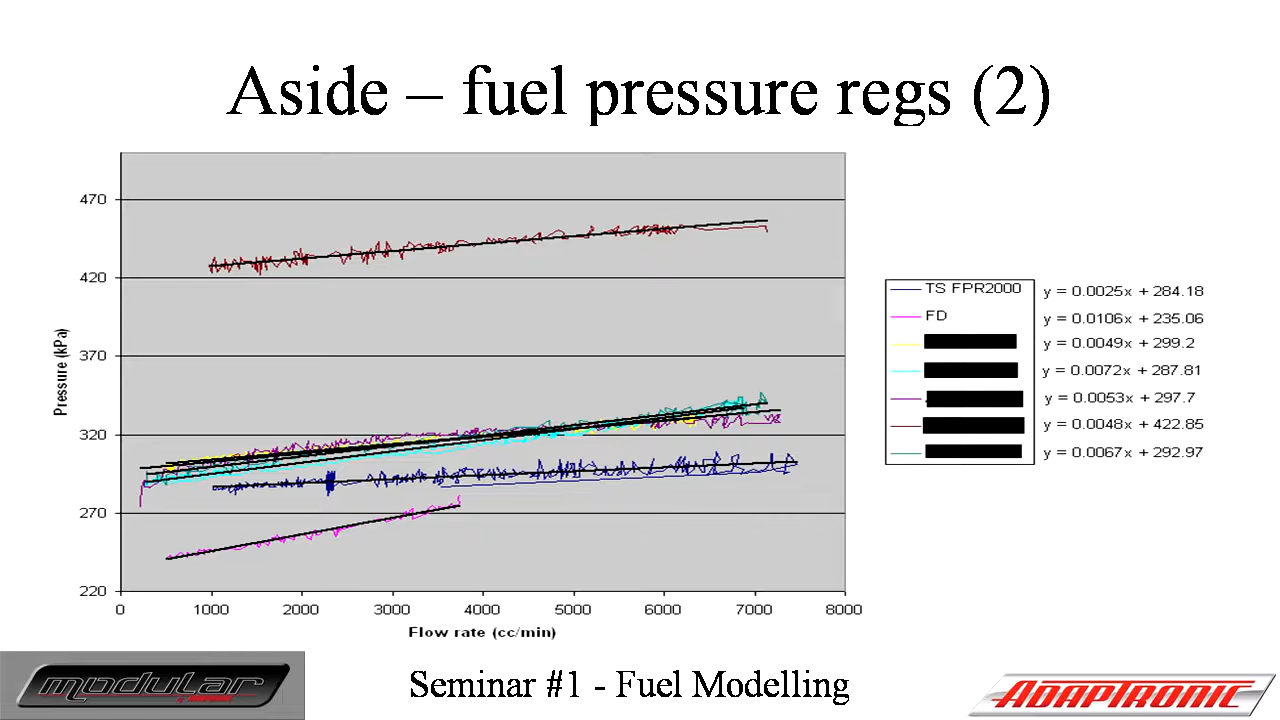 Aside – fuel pressure regs (2)
470
420
370
320
270
220
Pressure (kPa)
0 1000 2000 3000 4000 5000 6000 7000 8000
Flow rate (cc/min)
TS FPR2000 y = 0.0025x + 284.18
FD y = 0.0106x + 235.06
y = 0.0049x + 299.2
y = 0.0072x + 287.81
y = 0.0053x + 297.7
y = 0.0048x + 422.85
y = 0.0067x + 292.97
modular
Seminar #1 - Fuel Modelling
ADAPTRONIC